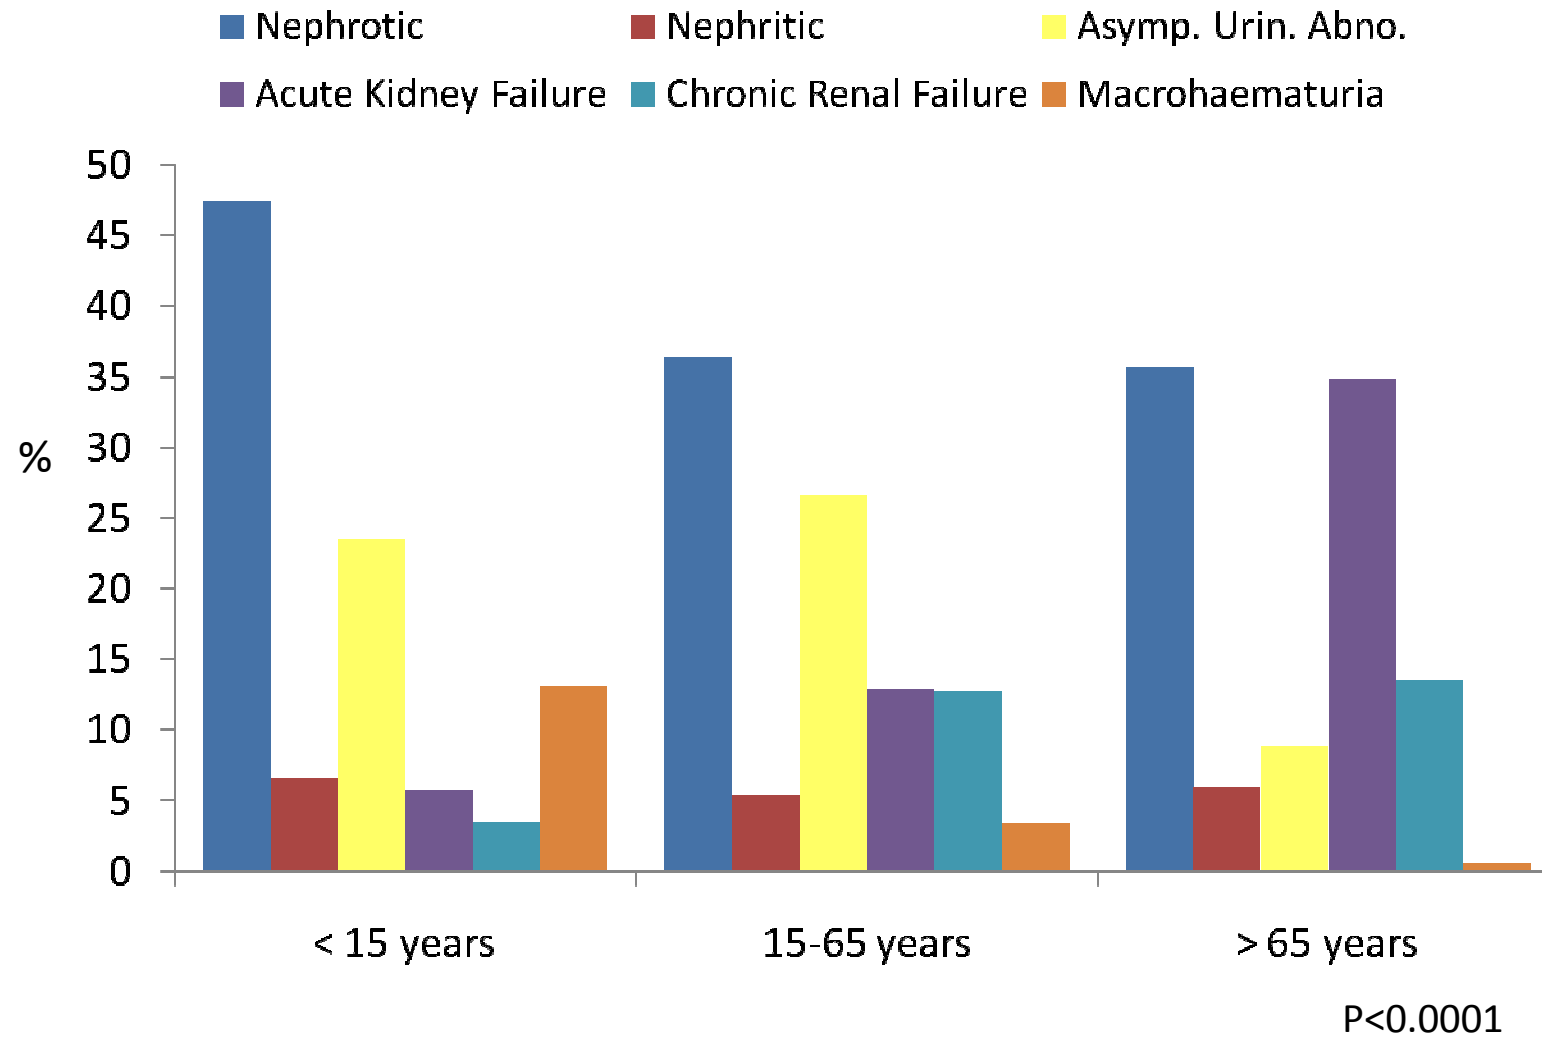 Nephrotic Nephritic Asymp. Urin. Abno.
Acute Kidney Failure Chronic Renal Failure Macrohaematuria
50
45
40
35
% 30
25
20
15
10
5
0
< 15 years 15-65 years > 65 years
P<0.0001